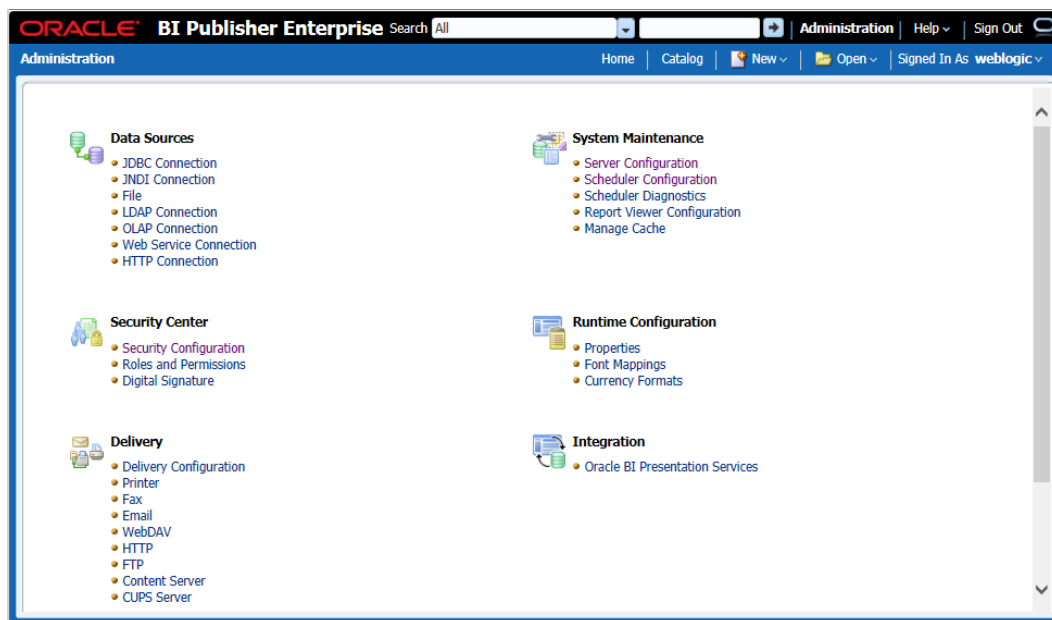 ORACLE BI Publisher Enterprise Search All Administration Help Sign Out
Administration Home Catalog New Open Signed In As weblogic
Data Sources
JDBC Connection
JNDI Connection
File
LDAP Connection
OLAP Connection
Web Service Connection
HTTP Connection
System Maintenance
Server Configuration
Scheduler Configuration
Scheduler Diagnostics
Report Viewer Configuration
Manage Cache
Security Center
Security Configuration
Roles and Permissions
Digital Signature
Runtime Configuration
Properties
Font Mappings
Currency Formats
Delivery
Delivery Configuration
Printer
Fax
Email
WebDAV
HTTP
FTP
Content Server
CUPS Server
Integration
Oracle BI Presentation Services